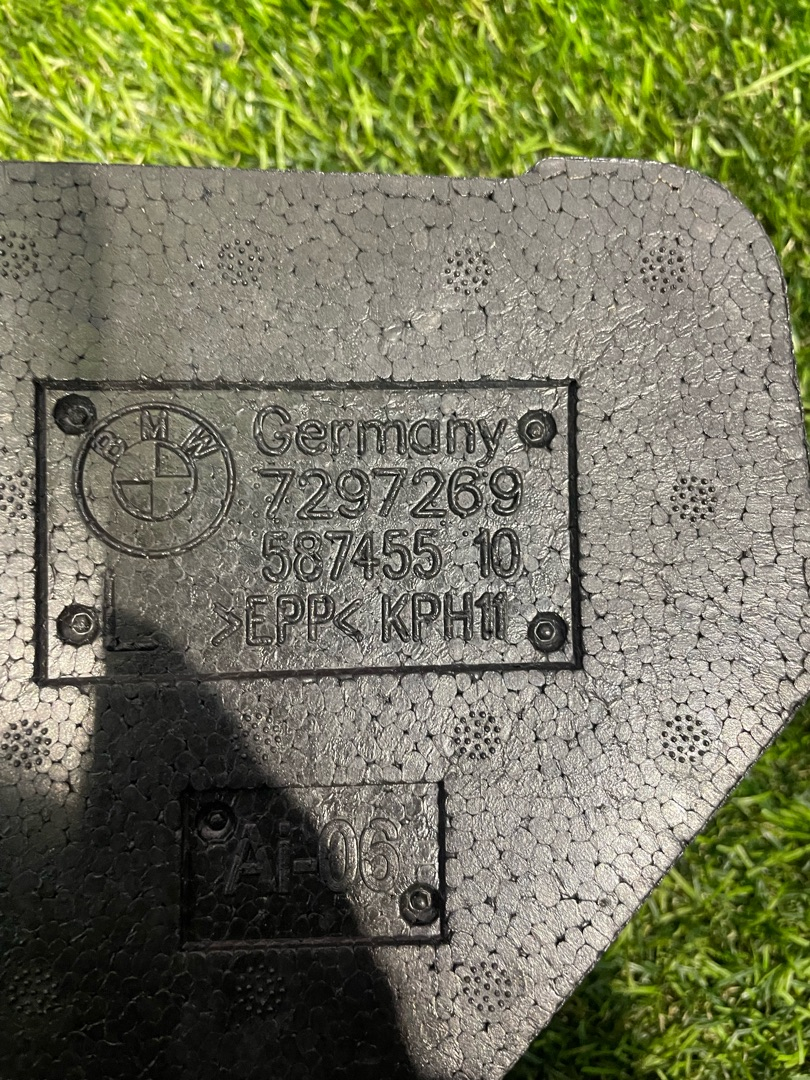 BMW
Germany
7297269
587455 10
>EPP< KPH11
L
Ai-06